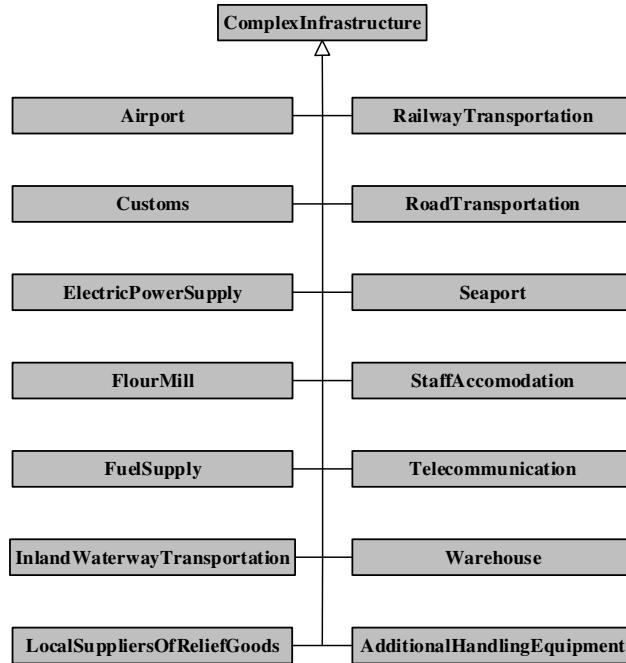 ComplexInfrastructure
Airport
RailwayTransportation
Customs
RoadTransportation
ElectricPowerSupply
Seaport
FlourMill
StaffAccomodation
FuelSupply
Telecommunication
InlandWaterwayTransportation
Warehouse
LocalSuppliersOfReliefGoods
AdditionalHandlingEquipment